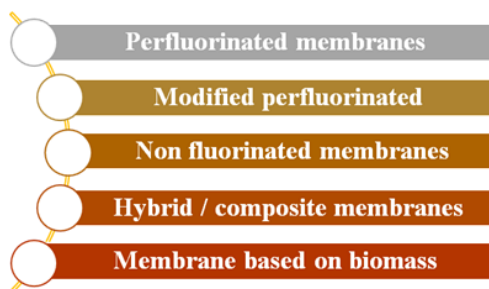 Perfluorinated membranes
Modified perfluorinated
Non fluorinated membranes
Hybrid / composite membranes
Membrane based on biomass